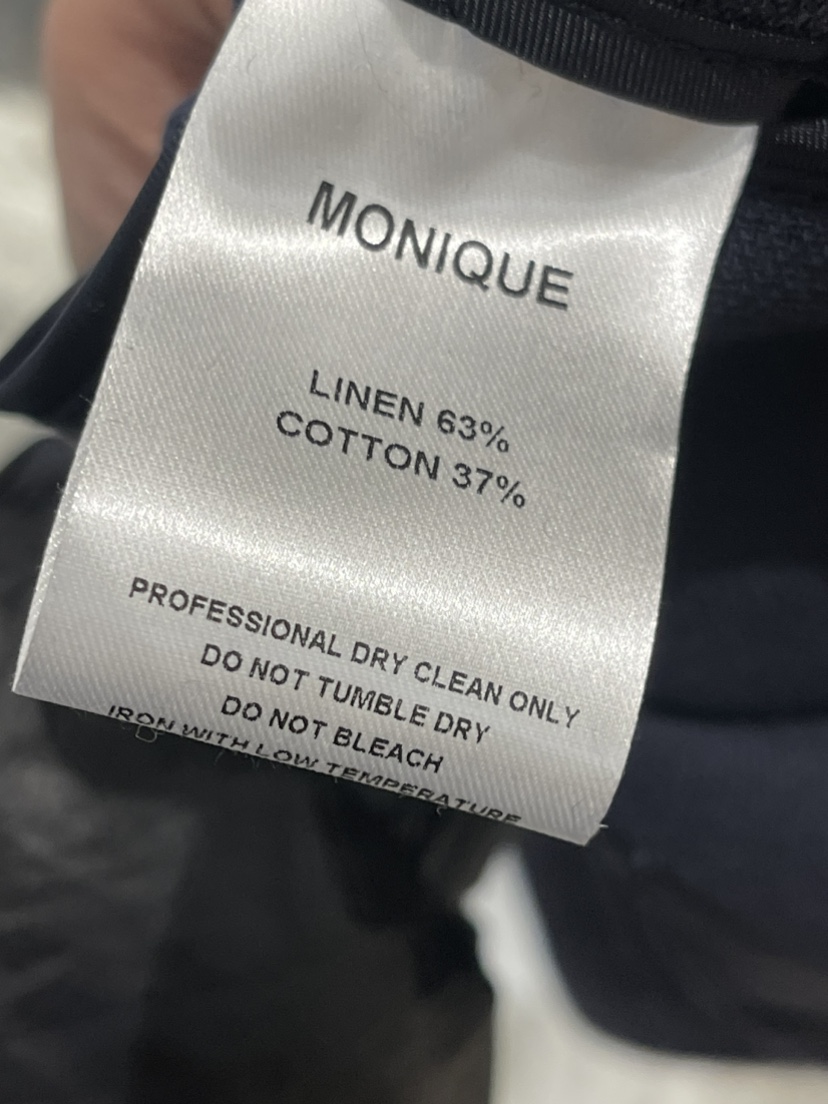 MONIQUE
LINEN 63%
COTTON 37%
PROFESSIONAL DRY CLEAN ONLY
DO NOT TUMBLE DRY
DO NOT BLEACH
IRON WITH LOW TEMPERATURE